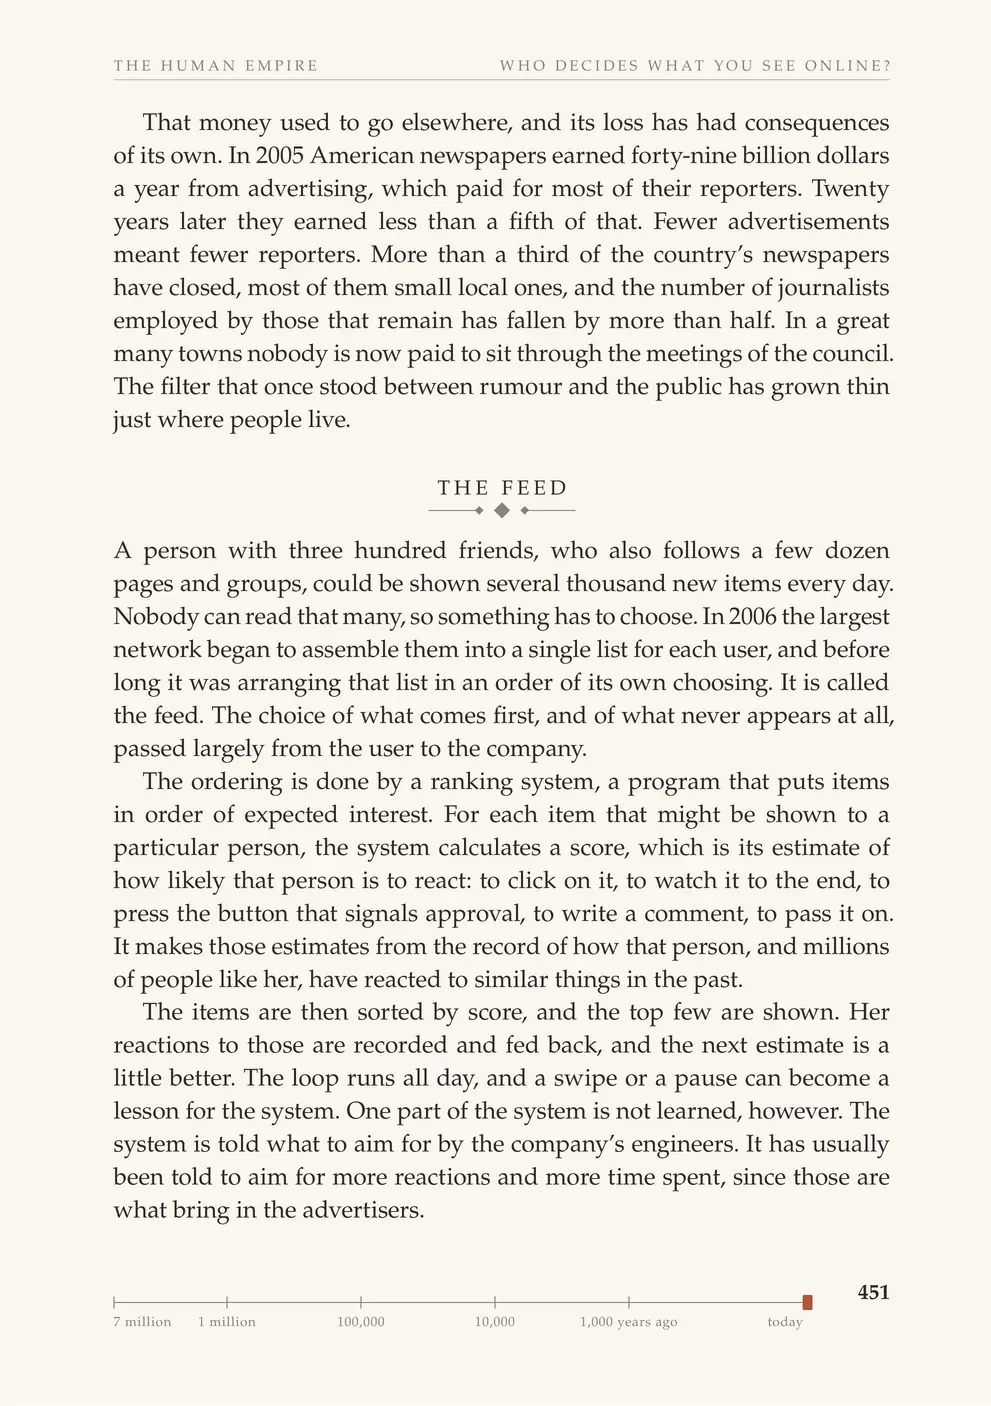 THE HUMAN EMPIRE
WHO DECIDES WHAT YOU SEE ONLINE?
That money used to go elsewhere, and its loss has had consequences
of its own. In 2005 American newspapers earned forty-nine billion dollars
a year from advertising, which paid for most of their reporters. Twenty
years later they earned less than a fifth of that. Fewer advertisements
meant fewer reporters. More than a third of the country’s newspapers
have closed, most of them small local ones, and the number of journalists
employed by those that remain has fallen by more than half. In a great
many towns nobody is now paid to sit through the meetings of the council.
The filter that once stood between rumour and the public has grown thin
just where people live.
THE FEED
A person with three hundred friends, who also follows a few dozen
pages and groups, could be shown several thousand new items every day.
Nobody can read that many, so something has to choose. In 2006 the largest
network began to assemble them into a single list for each user, and before
long it was arranging that list in an order of its own choosing. It is called
the feed. The choice of what comes first, and of what never appears at all,
passed largely from the user to the company.
The ordering is done by a ranking system, a program that puts items
in order of expected interest. For each item that might be shown to a
particular person, the system calculates a score, which is its estimate of
how likely that person is to react: to click on it, to watch it to the end, to
press the button that signals approval, to write a comment, to pass it on.
It makes those estimates from the record of how that person, and millions
of people like her, have reacted to similar things in the past.
The items are then sorted by score, and the top few are shown. Her
reactions to those are recorded and fed back, and the next estimate is a
little better. The loop runs all day, and a swipe or a pause can become a
lesson for the system. One part of the system is not learned, however. The
system is told what to aim for by the company’s engineers. It has usually
been told to aim for more reactions and more time spent, since those are
what bring in the advertisers.
451
7 million 1 million 100,000 10,000 1,000 years ago today